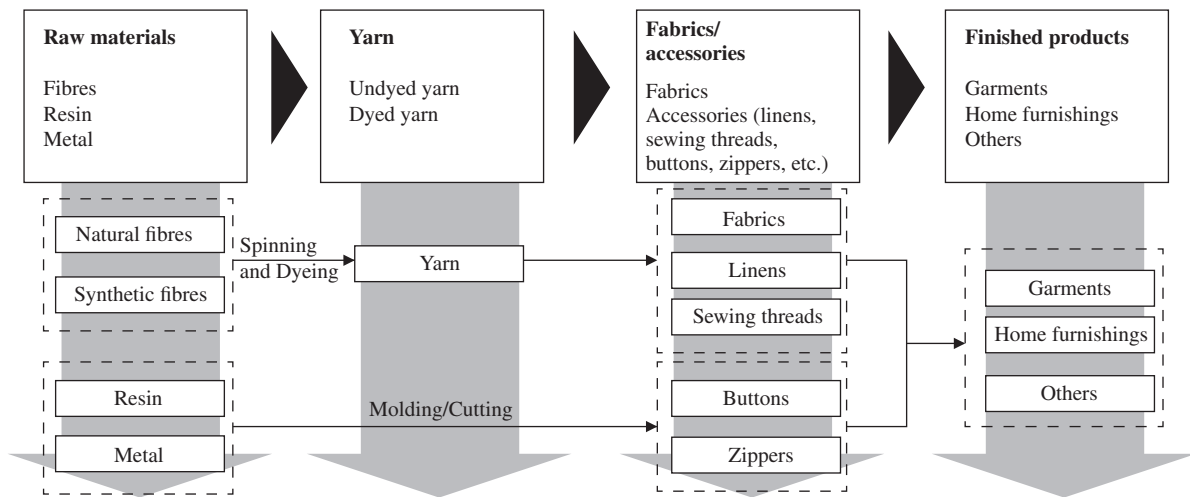 Raw materials
Fibres
Resin
Metal
Yarn
Undyed yarn
Dyed yarn
Fabrics/
accessories
Fabrics
Accessories (linens,
sewing threads,
buttons, zippers, etc.)
Finished products
Garments
Home furnishings
Others
Natural fibres
Synthetic fibres
Spinning
and Dyeing
Yarn
Fabrics
Linens
Sewing threads
Garments
Home furnishings
Others
Resin
Metal
Molding/Cutting
Buttons
Zippers